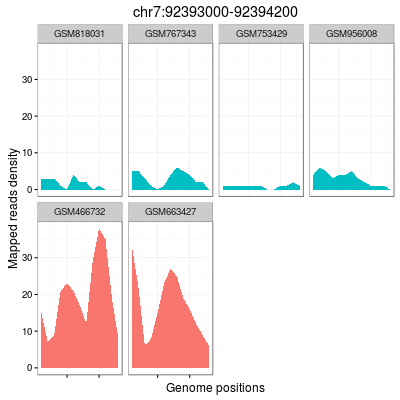 chr7:92393000-92394200
GSM818031 GSM767343 GSM753429 GSM956008
30
20
10
0
Mapped reads density
GSM466732 GSM663427
30
20
10
0
Genome positions